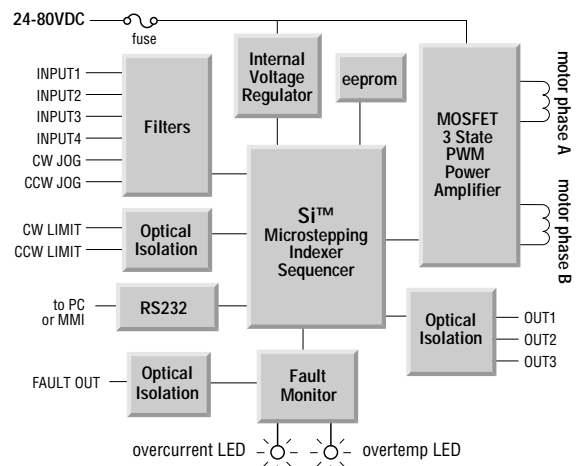 24-80VDC
fuse
INPUT1
INPUT2
INPUT3
INPUT4
CW JOG
CCW JOG
Filters
Internal
Voltage
Regulator
eeprom
MOSFET
3 State
PWM
Power
Amplifier
motor phase A
motor phase B
CW LIMIT
CCW LIMIT
Optical
Isolation
Si™
Microstepping
Indexer
Sequencer
to PC
or MMI
RS232
Optical
Isolation
OUT1
OUT2
OUT3
FAULT OUT
Optical
Isolation
Fault
Monitor
overcurrent LED
overtemp LED